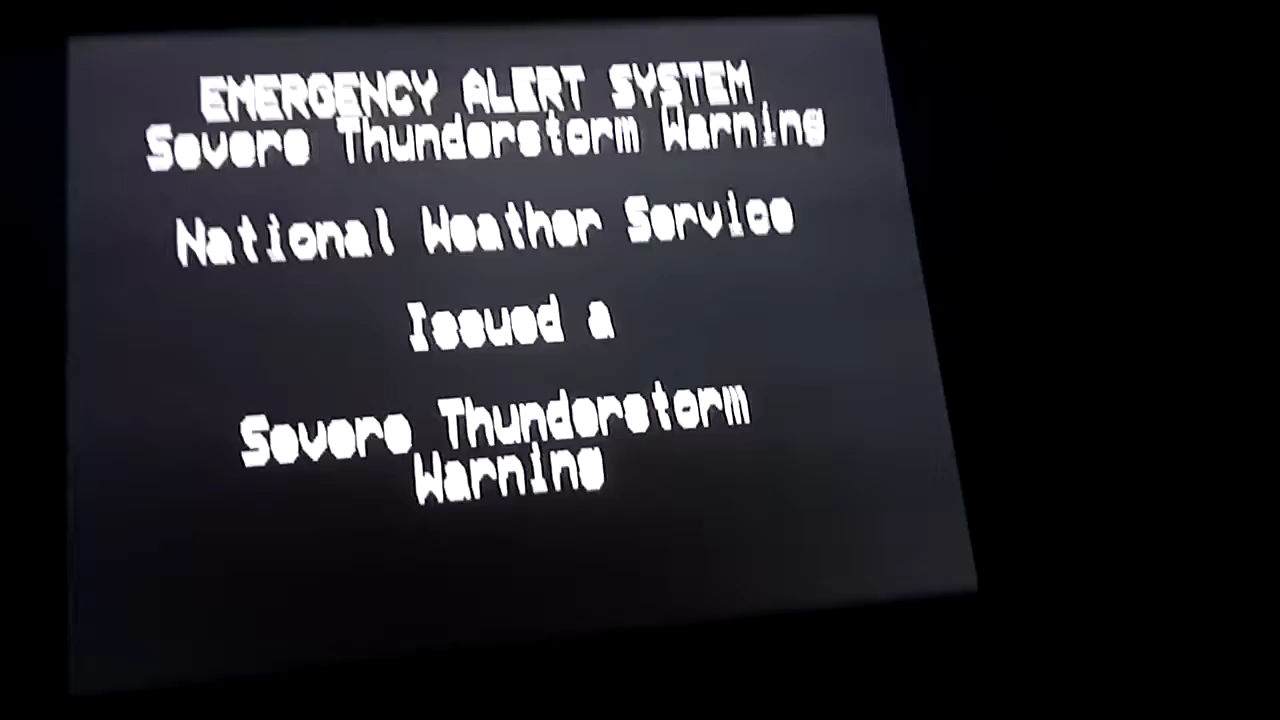 EMERGENCY ALERT SYSTEM
Severe Thunderstorm Warning
National Weather Service
Issued a
Severe Thunderstorm
Warning